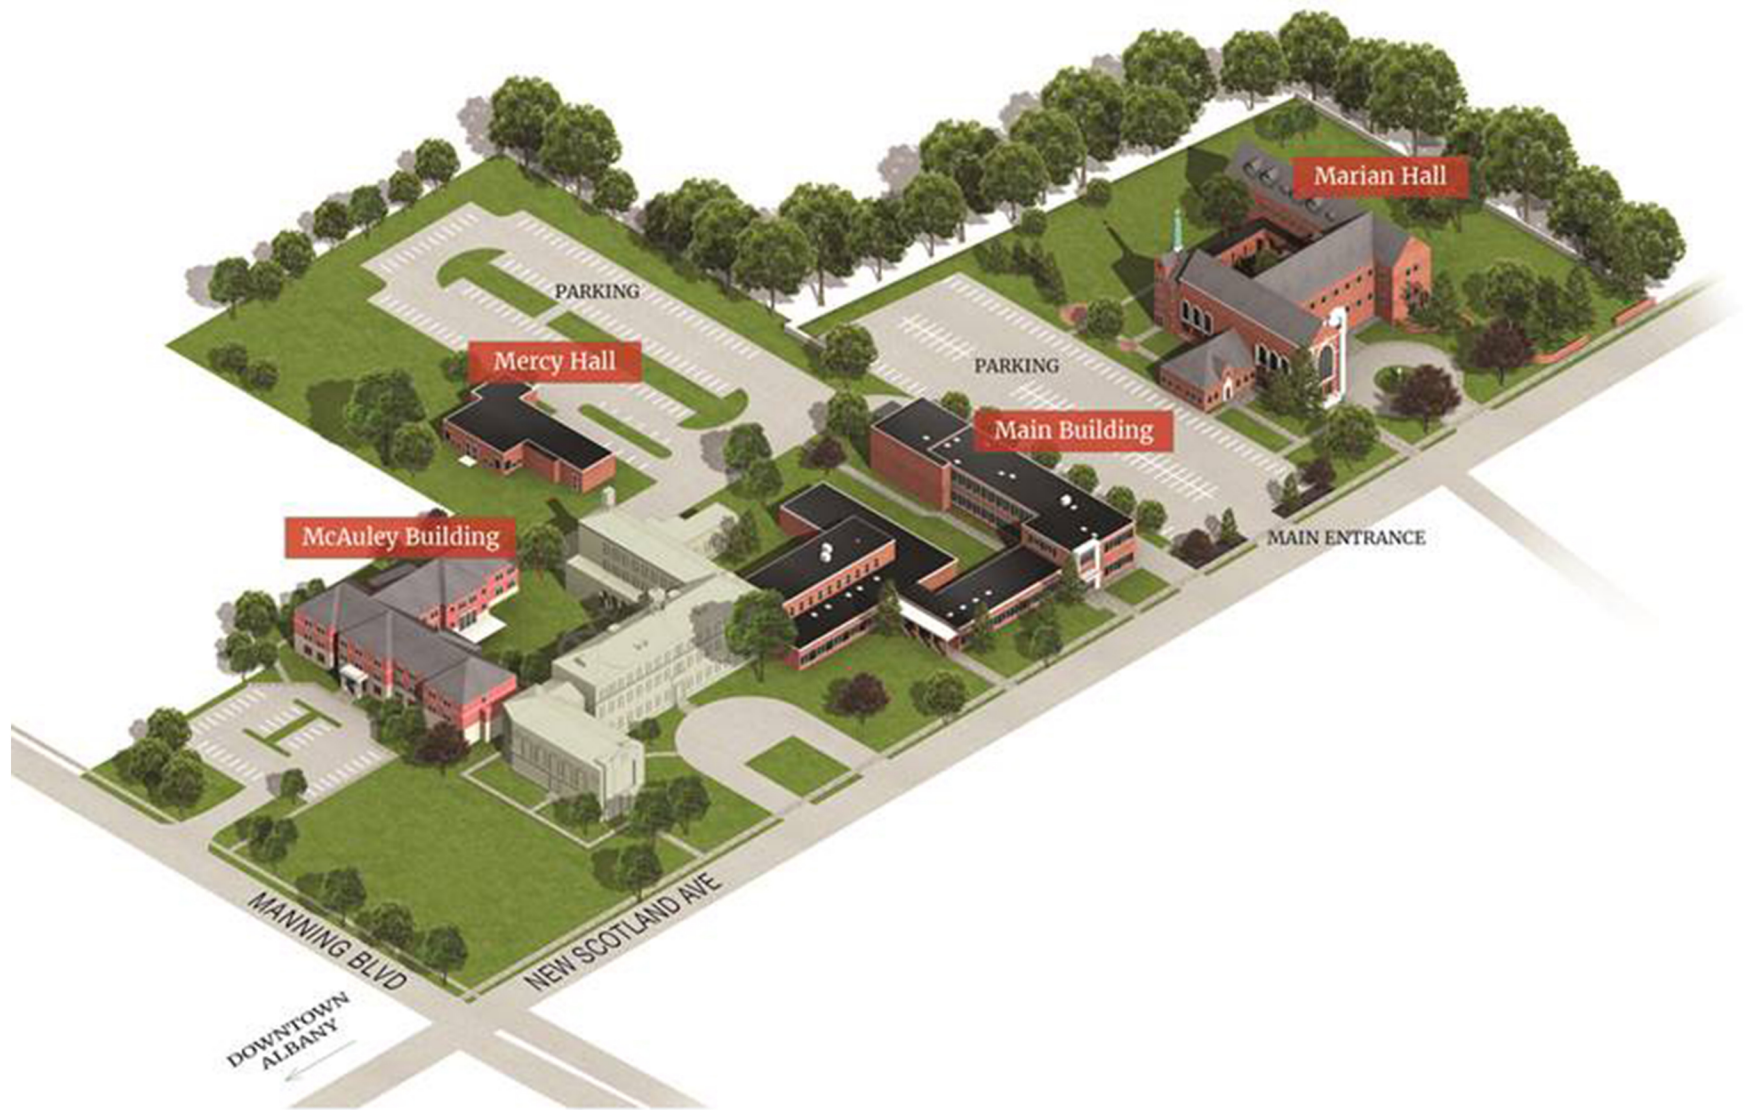 Marian Hall
PARKING
Mercy Hall
PARKING
Main Building
McAuley Building
MAIN ENTRANCE
MANNING BLVD
NEW SCOTLAND AVE
DOWNTOWN
ALBANY